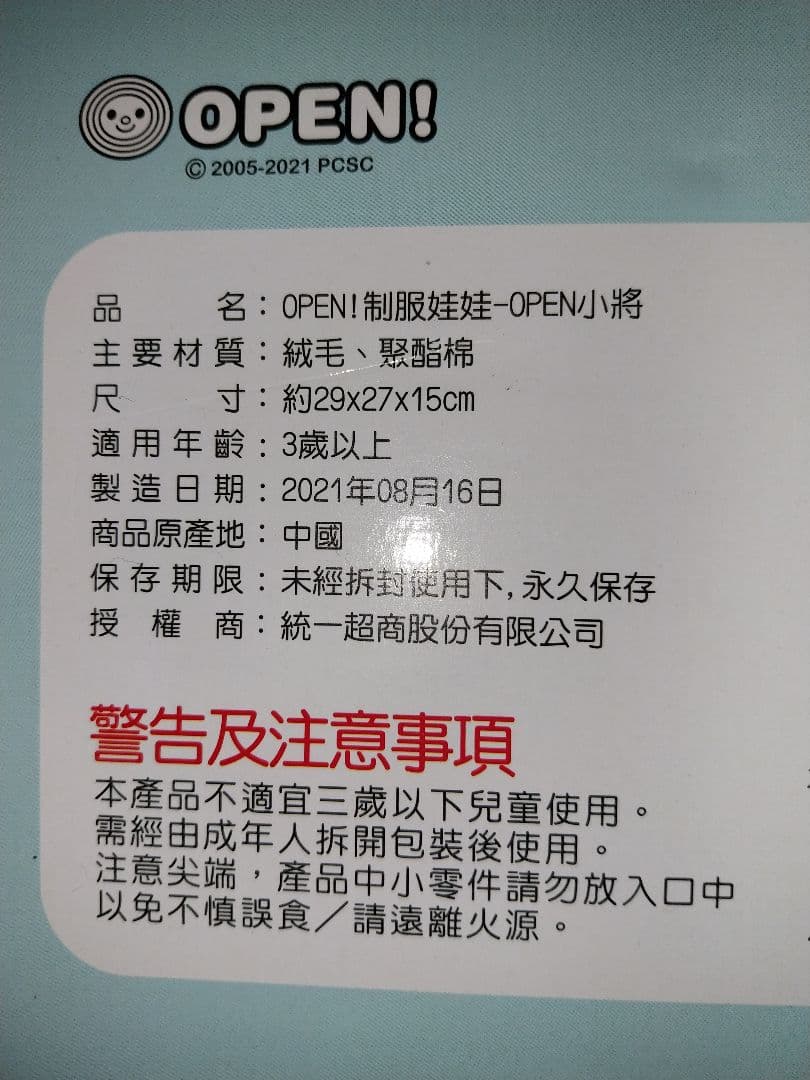 OPEN!
© 2005-2021 PCSC
品名：OPEN!制服娃娃-OPEN小將
主要材質：絨毛、聚酯棉
尺寸：約29x27x15cm
適用年齡：3歲以上
製造日期：2021年08月16日
商品原產地：中國
保存期限：未經拆封使用下,永久保存
授權商：統一超商股份有限公司
警告及注意事項
本產品不適宜三歲以下兒童使用。
需經由成年人拆開包裝後使用。
注意尖端，產品中小零件請勿放入口中
以免不慎誤食／請遠離火源。